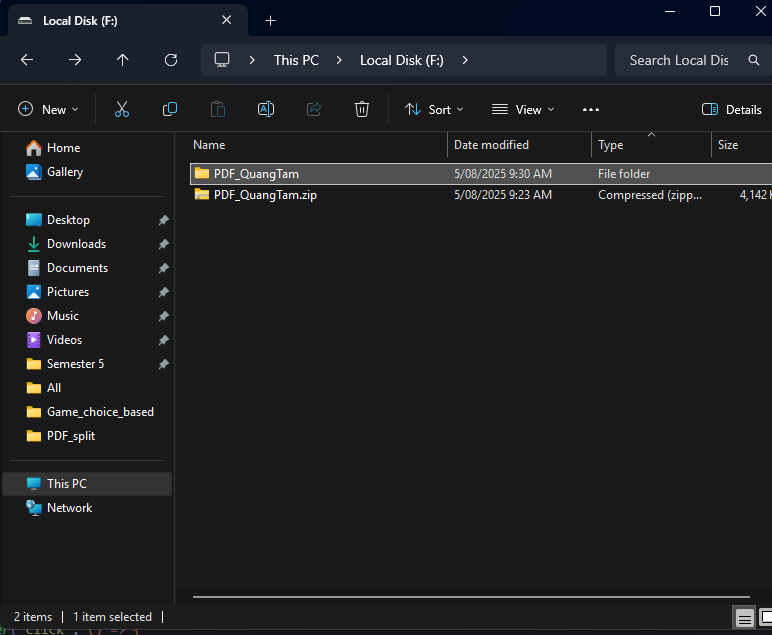 Local Disk (F:)
This PC Local Disk (F:) Search Local Dis
New Sort View Details
Name Date modified Type Size
PDF_QuangTam 5/08/2025 9:30 AM File folder
PDF_QuangTam.zip 5/08/2025 9:23 AM Compressed (zipp... 4,142
Home
Gallery
Desktop
Downloads
Documents
Pictures
Music
Videos
Semester 5
All
Game_choice_based
PDF_split
This PC
Network
2 items 1 item selected